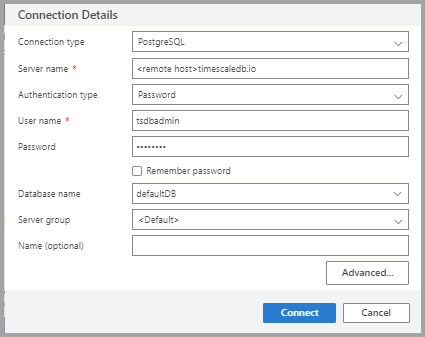 Connection Details
Connection type PostgreSQL
Server name * <remote host>timescaledb.io
Authentication type Password
User name * tsdbadmin
Password ••••••••
Remember password
Database name defaultDB
Server group <Default>
Name (optional)
Advanced...
Connect Cancel